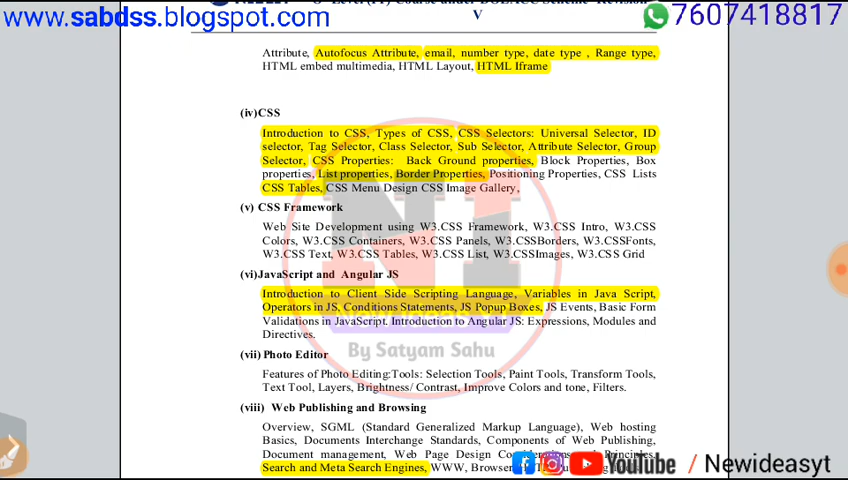 www.sabdss.blogspot.com
V
7607418817
Attribute, Autofocus Attribute, email, number type, date type , Range type,
HTML embed multimedia, HTML Layout, HTML Iframe
(iv)CSS
Introduction to CSS, Types of CSS, CSS Selectors: Universal Selector, ID
selector, Tag Selector, Class Selector, Sub Selector, Attribute Selector, Group
Selector, CSS Properties: Back Ground properties, Block Properties, Box
properties, List properties, Border Properties, Positioning Properties, CSS Lists
CSS Tables, CSS Menu Design CSS Image Gallery,
(v) CSS Framework
Web Site Development using W3.CSS Framework, W3.CSS Intro, W3.CSS
Colors, W3.CSS Containers, W3.CSS Panels, W3.CSSBorders, W3.CSSFonts,
W3.CSS Text, W3.CSS Tables, W3.CSS List, W3.CSSImages, W3.CSS Grid
(vi)JavaScript and Angular JS
Introduction to Client Side Scripting Language, Variables in Java Script,
Operators in JS, Conditions Statements, JS Popup Boxes, JS Events, Basic Form
Validations in JavaScript. Introduction to Angular JS: Expressions, Modules and
Directives.
By Satyam Sahu
(vii) Photo Editor
Features of Photo Editing:Tools: Selection Tools, Paint Tools, Transform Tools,
Text Tool, Layers, Brightness/ Contrast, Improve Colors and tone, Filters.
(viii) Web Publishing and Browsing
Overview, SGML (Standard Generalized Markup Language), Web hosting
Basics, Documents Interchange Standards, Components of Web Publishing,
Document management, Web Page Design Principles,
Search and Meta Search Engines, WWW,
YouTube / Newideasyt